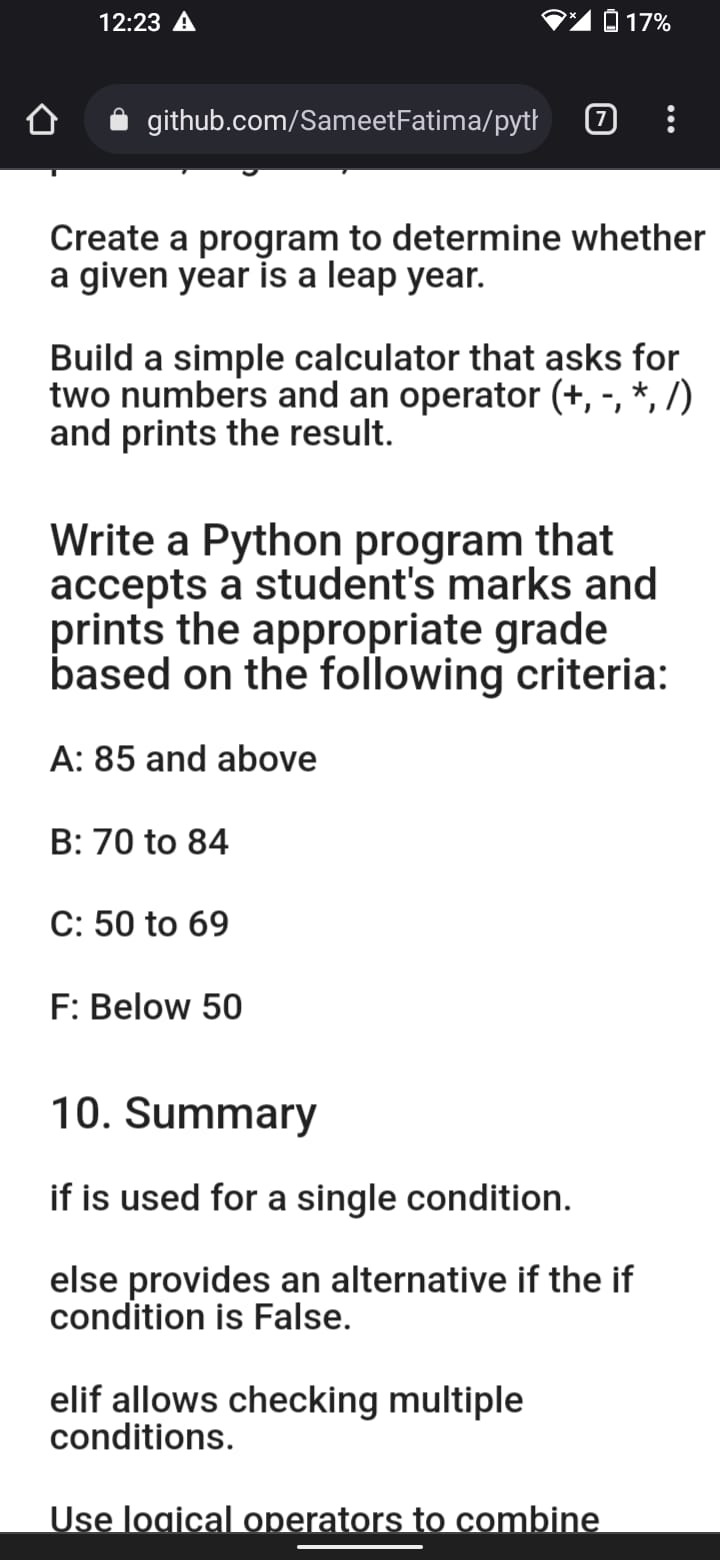 12:23
17%
github.com/SameetFatima/pyth
7
Create a program to determine whether
a given year is a leap year.
Build a simple calculator that asks for
two numbers and an operator (+, -, *, /)
and prints the result.
Write a Python program that
accepts a student's marks and
prints the appropriate grade
based on the following criteria:
A: 85 and above
B: 70 to 84
C: 50 to 69
F: Below 50
10. Summary
if is used for a single condition.
else provides an alternative if the if
condition is False.
elif allows checking multiple
conditions.
Use logical operators to combine